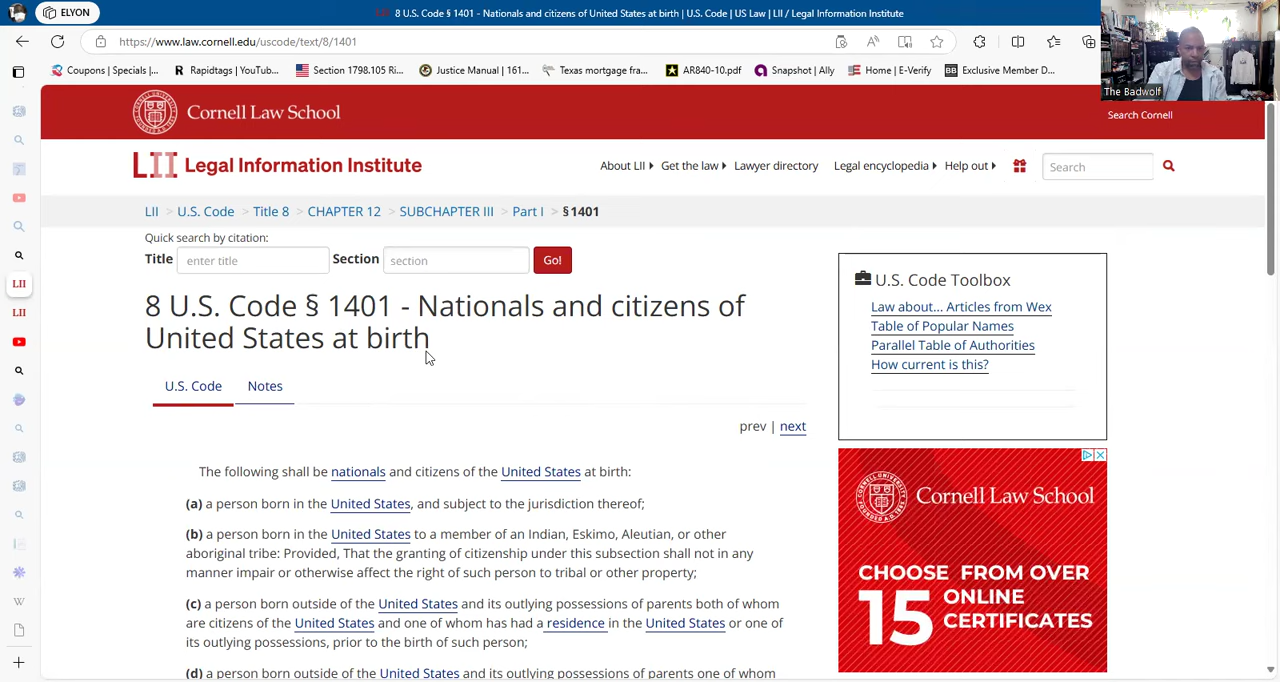 ELYON
8 U.S. Code § 1401 - Nationals and citizens of United States at birth | U.S. Code | US Law | LII / Legal Information Institute
https://www.law.cornell.edu/uscode/text/8/1401
Coupons | Specials |... Rapidtags | YouTub... Section 1798.105 Ri... Justice Manual | 161... Texas mortgage fra... AR840-10.pdf Snapshot | Ally Home | E-Verify BB Exclusive Member D...
The Badwolf
Cornell Law School
Search Cornell
LII Legal Information Institute
About LII Get the law Lawyer directory Legal encyclopedia Help out Search
LII > U.S. Code > Title 8 > CHAPTER 12 > SUBCHAPTER III > Part I > § 1401
Quick search by citation:
Title enter title Section section Go!
8 U.S. Code § 1401 - Nationals and citizens of
United States at birth
U.S. Code Notes
prev | next
The following shall be nationals and citizens of the United States at birth:
(a) a person born in the United States, and subject to the jurisdiction thereof;
(b) a person born in the United States to a member of an Indian, Eskimo, Aleutian, or other
aboriginal tribe: Provided, That the granting of citizenship under this subsection shall not in any
manner impair or otherwise affect the right of such person to tribal or other property;
(c) a person born outside of the United States and its outlying possessions of parents both of whom
are citizens of the United States and one of whom has had a residence in the United States or one of
its outlying possessions, prior to the birth of such person;
(d) a person born outside of the United States and its outlying possessions of parents one of whom
U.S. Code Toolbox
Law about... Articles from Wex
Table of Popular Names
Parallel Table of Authorities
How current is this?
Cornell Law School
CHOOSE FROM OVER
15 ONLINE
CERTIFICATES
LII
LII
W